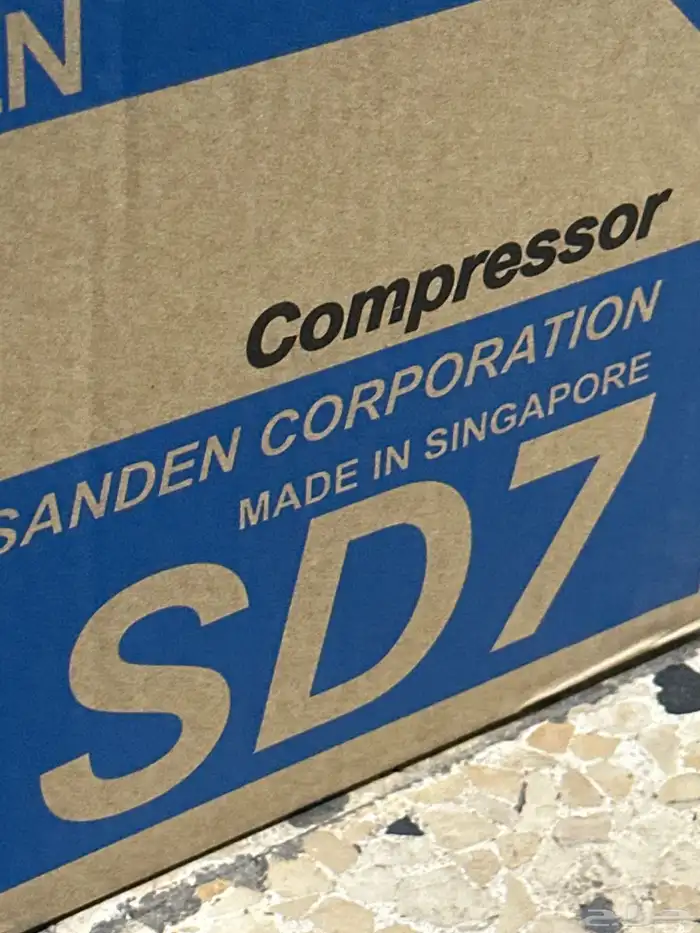 N
Compressor
SANDEN CORPORATION
MADE IN SINGAPORE
SD7